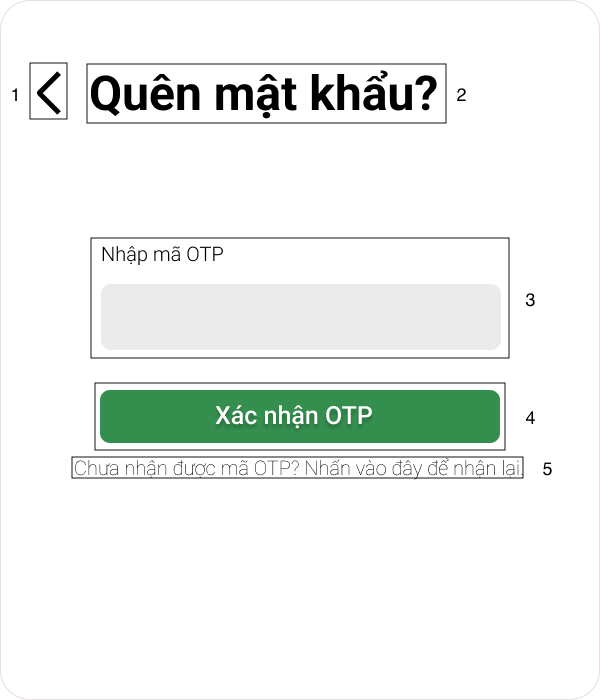 1
Quên mật khẩu? 2
Nhập mã OTP
3
Xác nhận OTP 4
Chưa nhận được mã OTP? Nhấn vào đây để nhận lại. 5